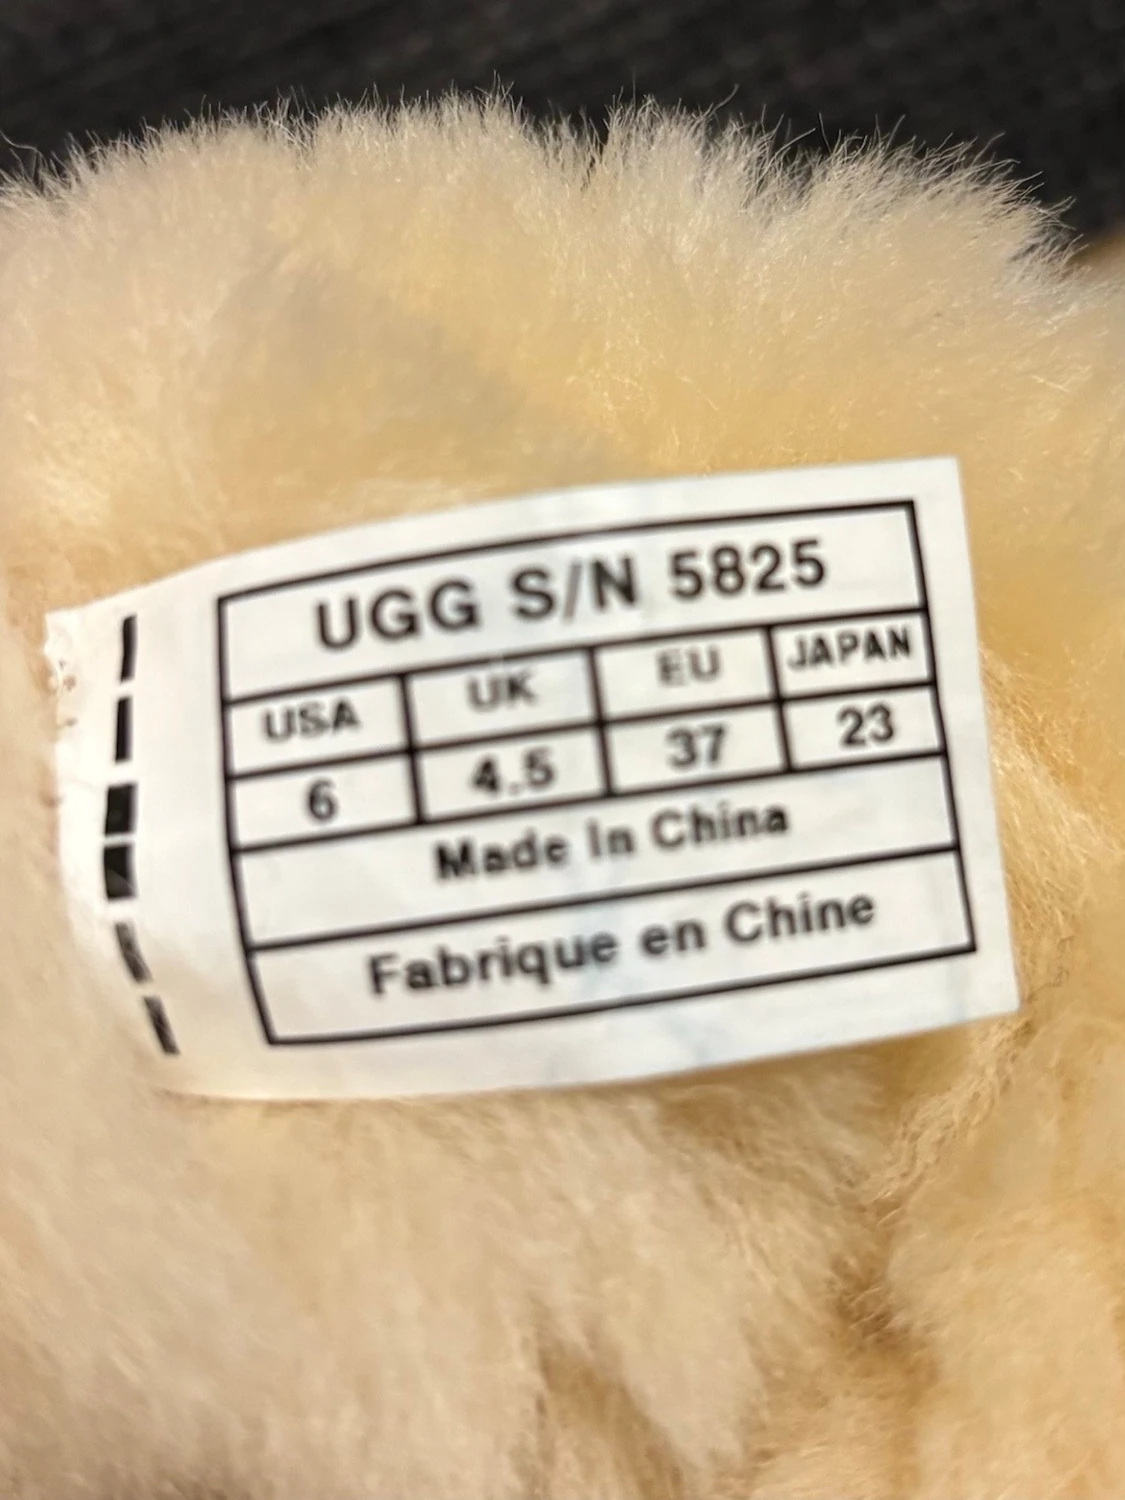 UGG S/N 5825
USA UK EU JAPAN
6 4.5 37 23
Made In China
Fabrique en Chine